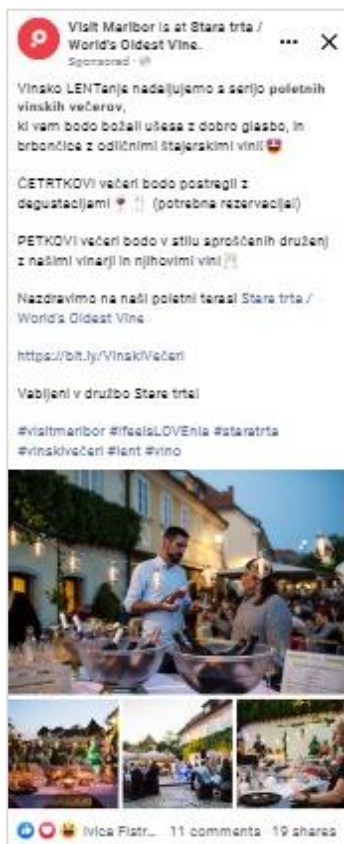 Visit Maribor is at Stara trta /
World's Oldest Vine.
Sponsored ·
Vinsko LENTanje nadaljujemo s serijo poletnih
vinskih večerov,
ki vam bodo božali ušesa z dobro glasbo, in
brbončice z odličnimi štajerskimi vini!
ČETRTKOVI večeri bodo postregli z
degustacijami (potrebna rezervacija!)
PETKOVI večeri bodo v stilu sproščenih druženj
z našimi vinarji in njihovimi vini
Nazdravimo na naši poletni terasi Stara trta /
World's Oldest Vine
https://bit.ly/VinskiVečeri
Vabljeni v družbo Stare trte!
#visitmaribor #ifeelsLOVEnia #staratrta
#vinskivečeri #lent #vino
Ivica Fistr... 11 comments 19 shares